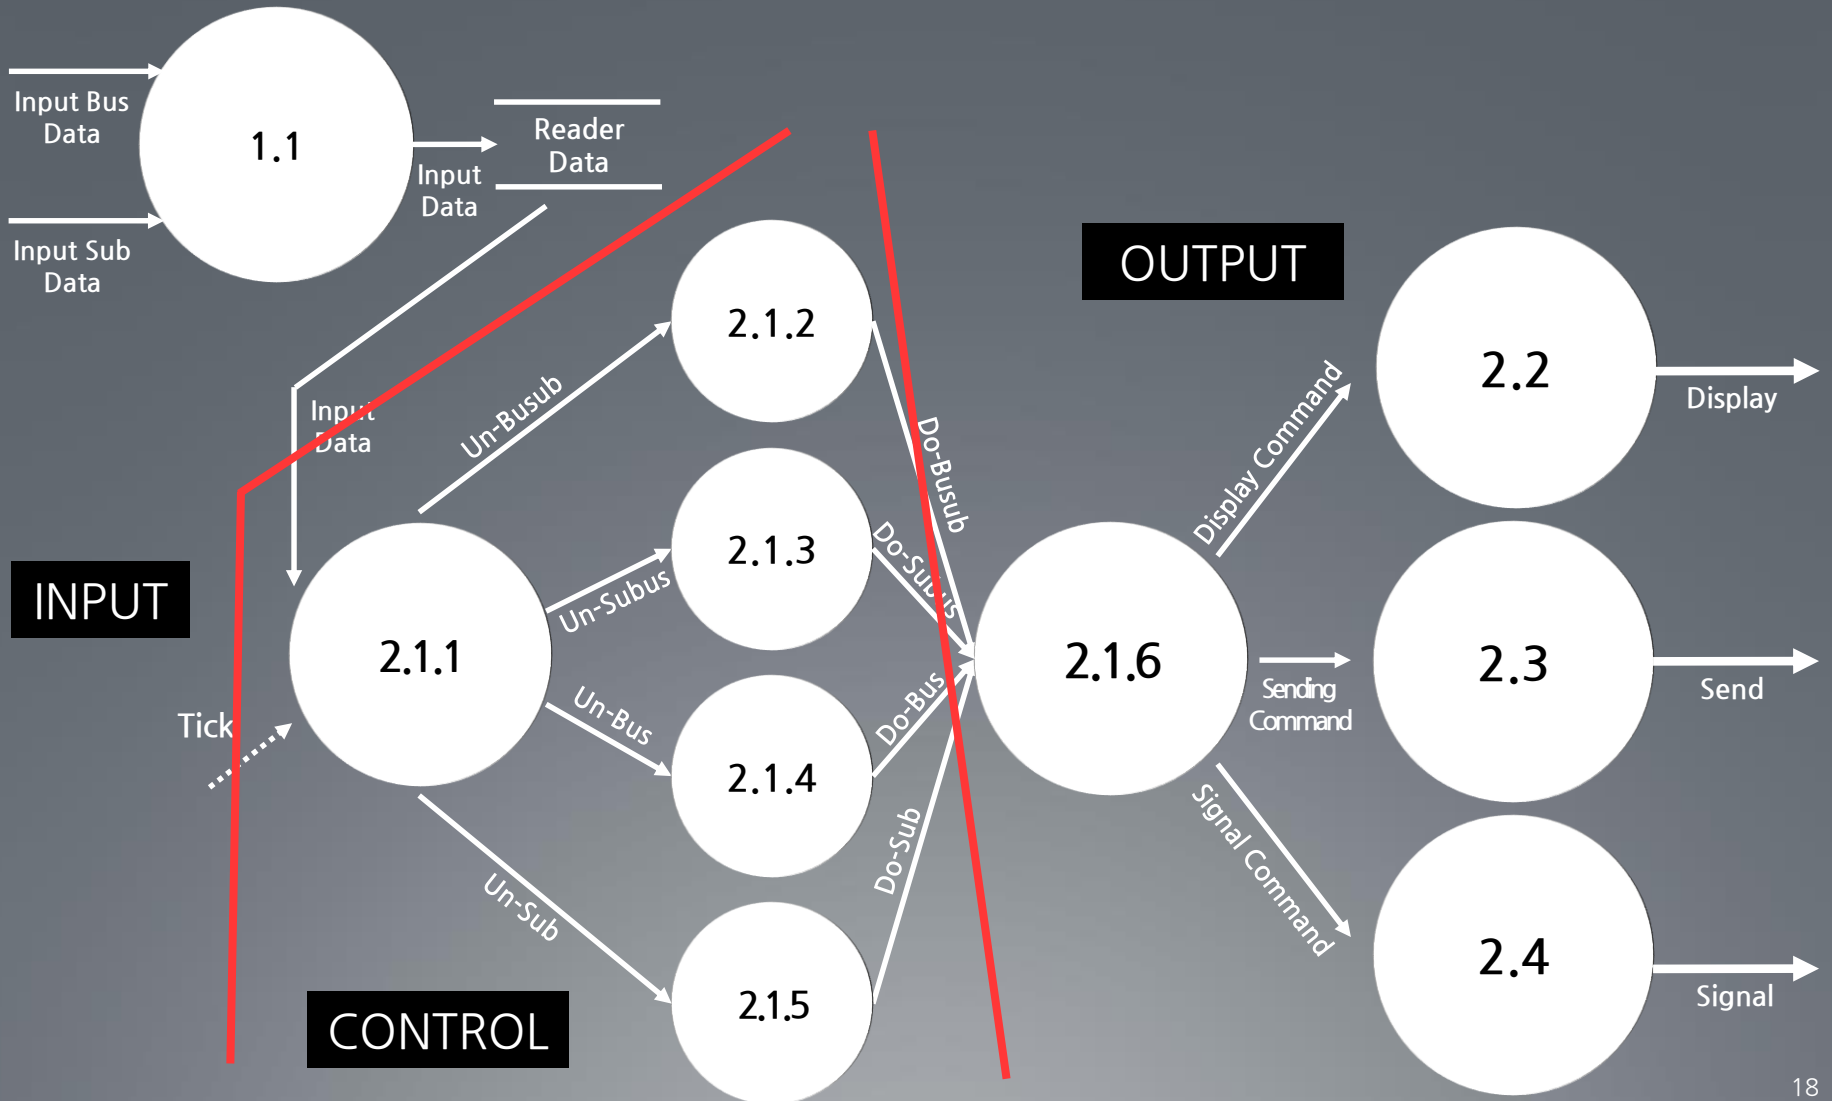 Input Bus
Data
1.1
Input
Data
Reader
Data
Input Sub
Data
Input
Data
INPUT
Tick
2.1.1
Un-Busub
Un-Subus
Un-Bus
Un-Sub
2.1.2
2.1.3
2.1.4
2.1.5
CONTROL
Do-Busub
Do-Subus
Do-Bus
Do-Sub
2.1.6
OUTPUT
Display Command
Sending
Command
Signal Command
2.2
Display
2.3
Send
2.4
Signal
18